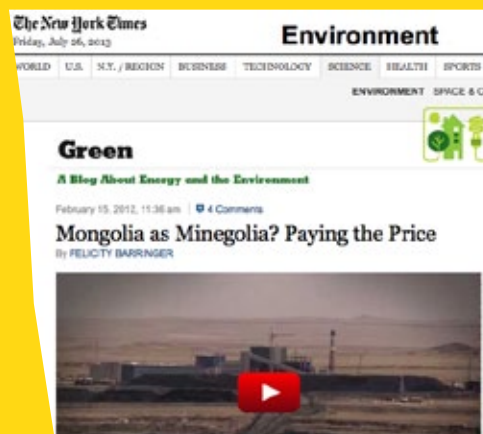 The New York Times
Friday, July 26, 2013
Environment
WORLD U.S. N.Y. / REGION BUSINESS TECHNOLOGY SCIENCE HEALTH SPORTS
ENVIRONMENT SPACE & C
Green
A Blog About Energy and the Environment
February 15, 2012, 11:36 am 4 Comments
Mongolia as Minegolia? Paying the Price
By FELICITY BARRINGER